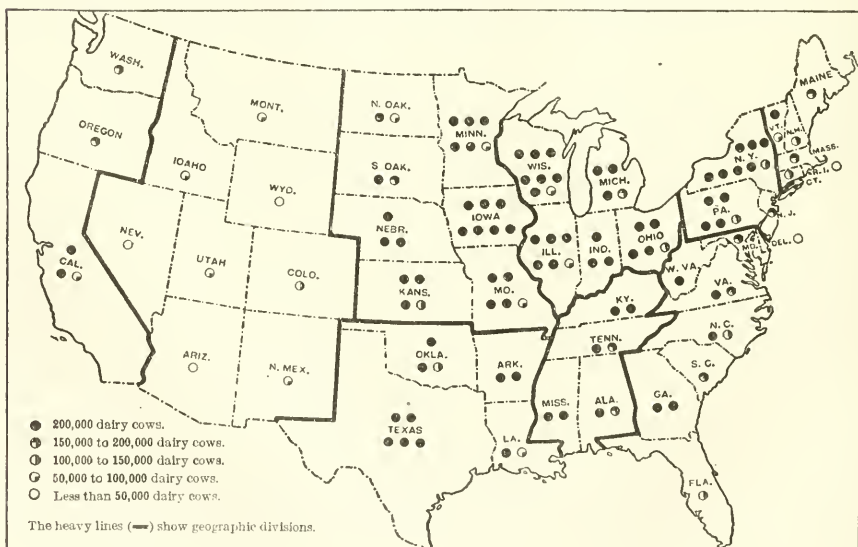 WASH.
OREGON
CAL.
NEV.
IDAHO
MONT.
WYO.
UTAH
COLO.
ARIZ.
N. MEX.
N. DAK.
S DAK.
NEBR.
KANS.
OKLA.
TEXAS
MINN.
IOWA
MO.
ARK.
LA.
WIS.
ILL.
MICH.
IND.
OHIO
KY.
TENN.
MISS.
ALA.
GA.
FLA.
S. C.
N. C.
VA.
W. VA.
MD.
DEL.
PA.
N. J.
N. Y.
VT.
N.H.
MAINE
MASS.
R. I.
CT.
200,000 dairy cows.
150,000 to 200,000 dairy cows.
100,000 to 150,000 dairy cows.
50,000 to 100,000 dairy cows.
Less than 50,000 dairy cows.
The heavy lines (—) show geographic divisions.